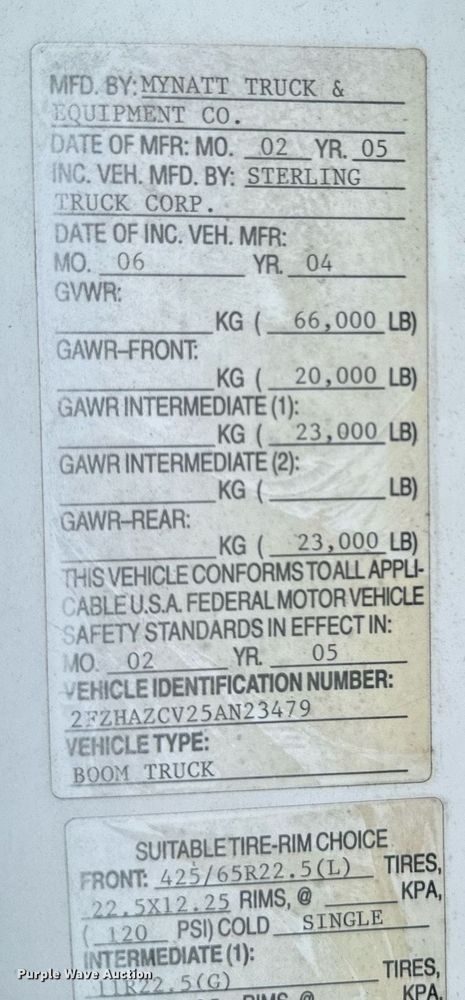 MFD. BY: MYNATT TRUCK &
EQUIPMENT CO.
DATE OF MFR: MO. 02 YR. 05
INC. VEH. MFD. BY: STERLING
TRUCK CORP.
DATE OF INC. VEH. MFR:
MO. 06 YR. 04
GVWR:
KG ( 66,000 LB)
GAWR-FRONT:
KG ( 20,000 LB)
GAWR INTERMEDIATE (1):
KG ( 23,000 LB)
GAWR INTERMEDIATE (2):
KG ( LB)
GAWR-REAR:
KG ( 23,000 LB)
THIS VEHICLE CONFORMS TO ALL APPLI-
CABLE U.S.A. FEDERAL MOTOR VEHICLE
SAFETY STANDARDS IN EFFECT IN:
MO. 02 YR. 05
VEHICLE IDENTIFICATION NUMBER:
2FZHAZCV25AN23479
VEHICLE TYPE:
BOOM TRUCK
SUITABLE TIRE-RIM CHOICE
FRONT: 425/65R22.5(L) TIRES,
22.5X12.25 RIMS, @ KPA,
( 120 PSI) COLD SINGLE
INTERMEDIATE (1):
11R22.5(G) TIRES,
RIMS @ KPA
Purple Wave Auction